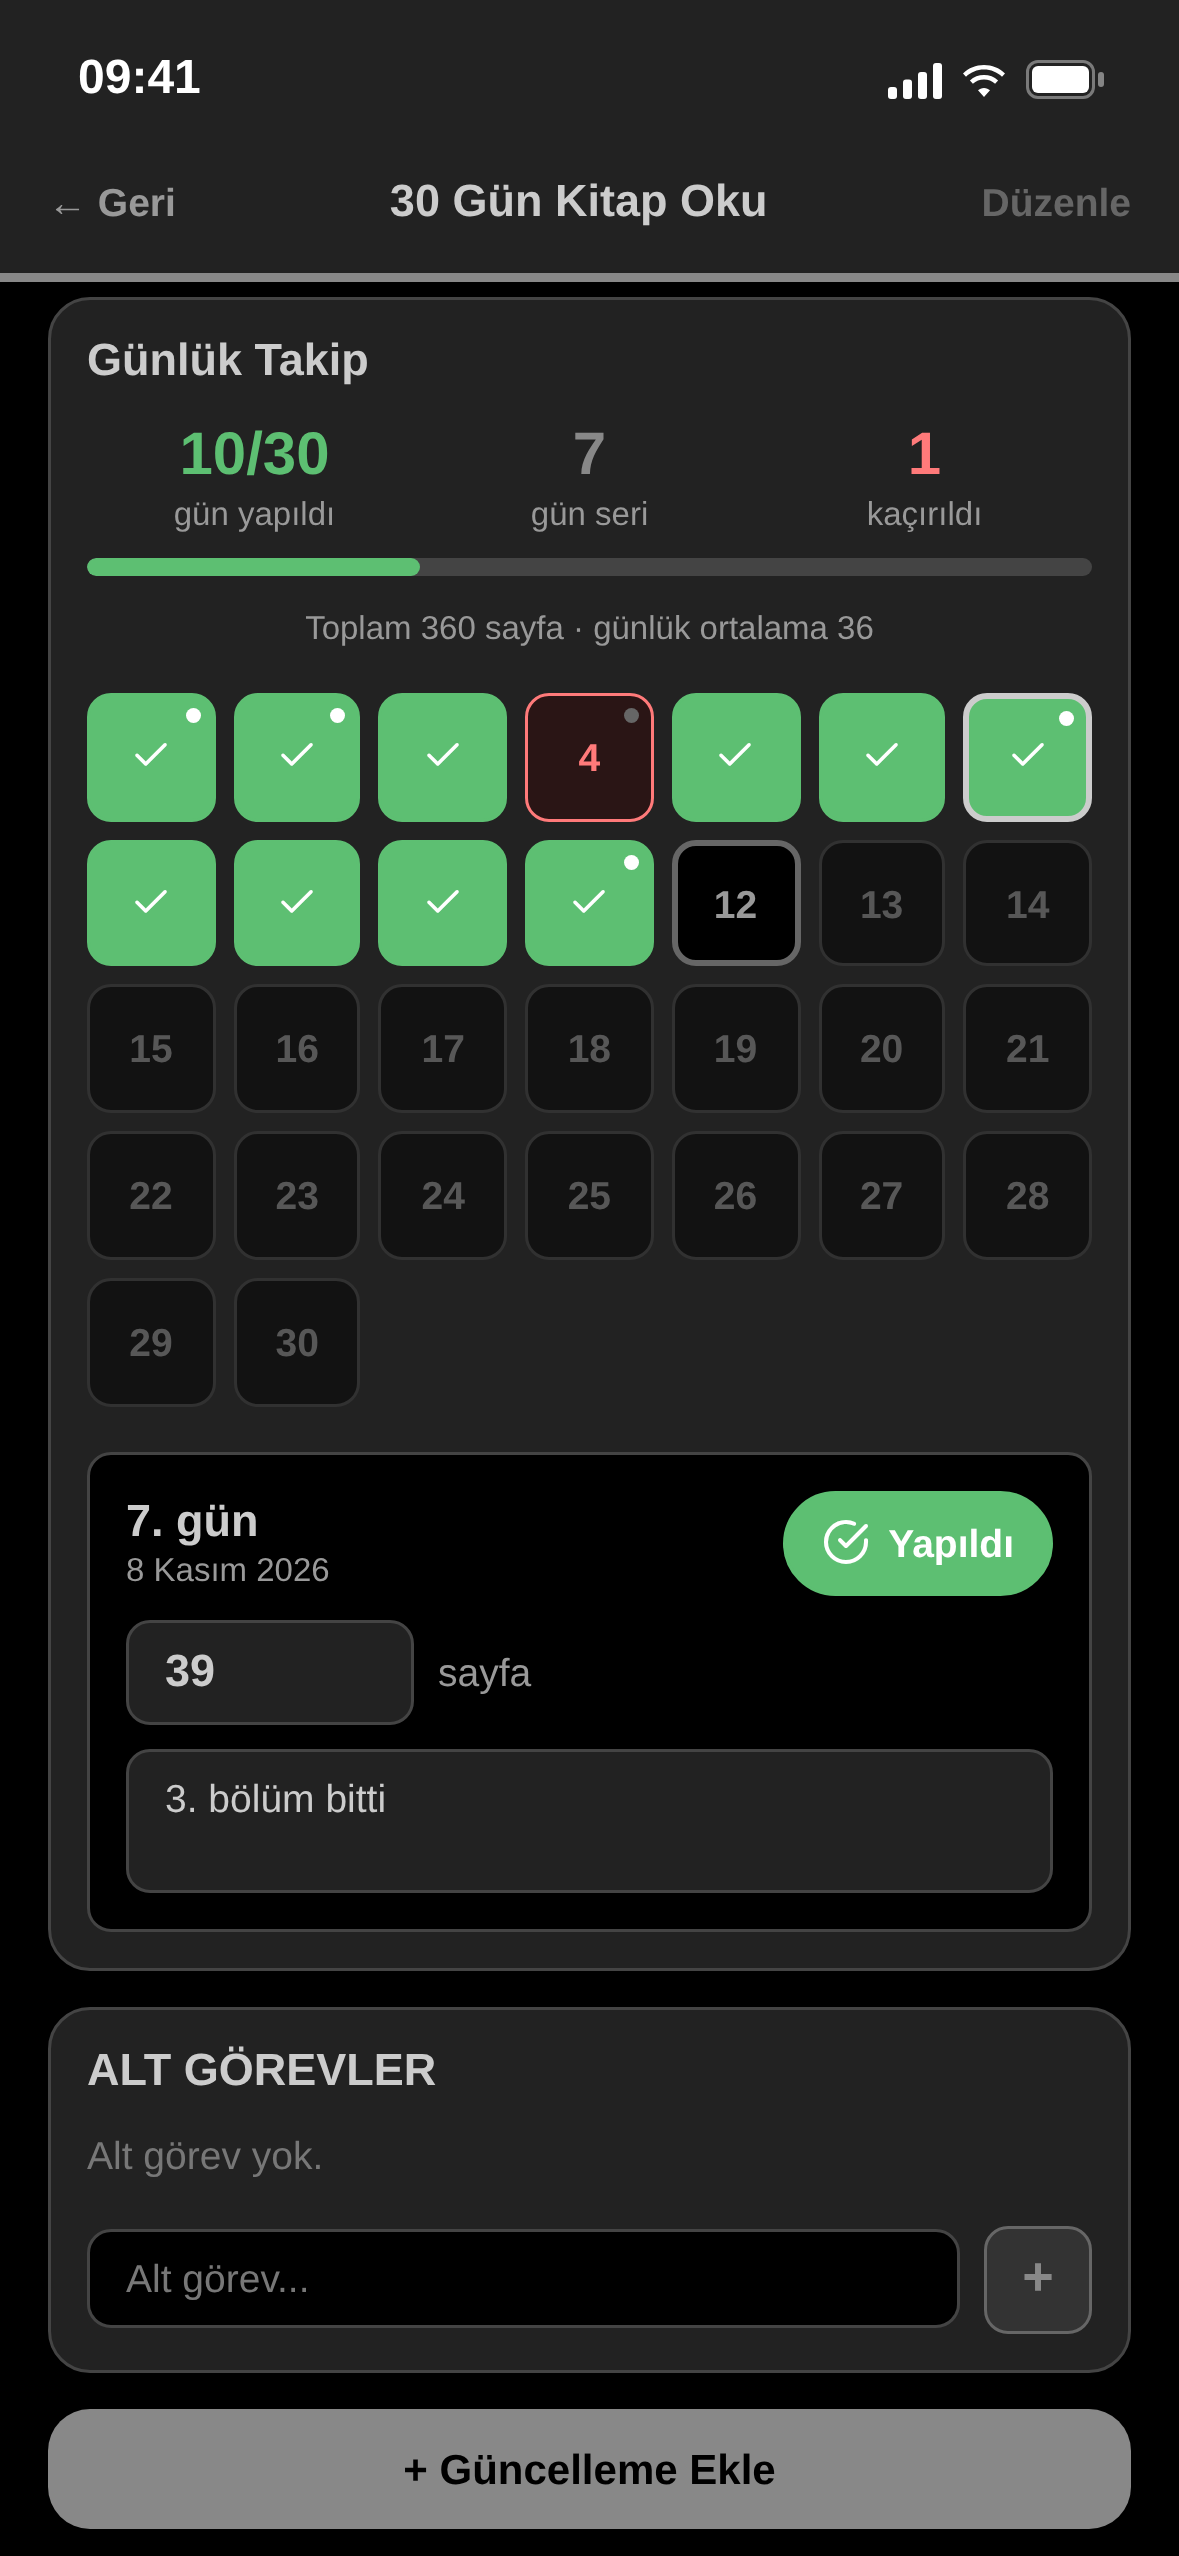 09:41
← Geri 30 Gün Kitap Oku Düzenle
Günlük Takip
10/30 7 1
gün yapıldı gün seri kaçırıldı
Toplam 360 sayfa · günlük ortalama 36
4
12 13 14
15 16 17 18 19 20 21
22 23 24 25 26 27 28
29 30
7. gün
8 Kasım 2026
Yapıldı
39 sayfa
3. bölüm bitti
ALT GÖREVLER
Alt görev yok.
Alt görev... +
+ Güncelleme Ekle